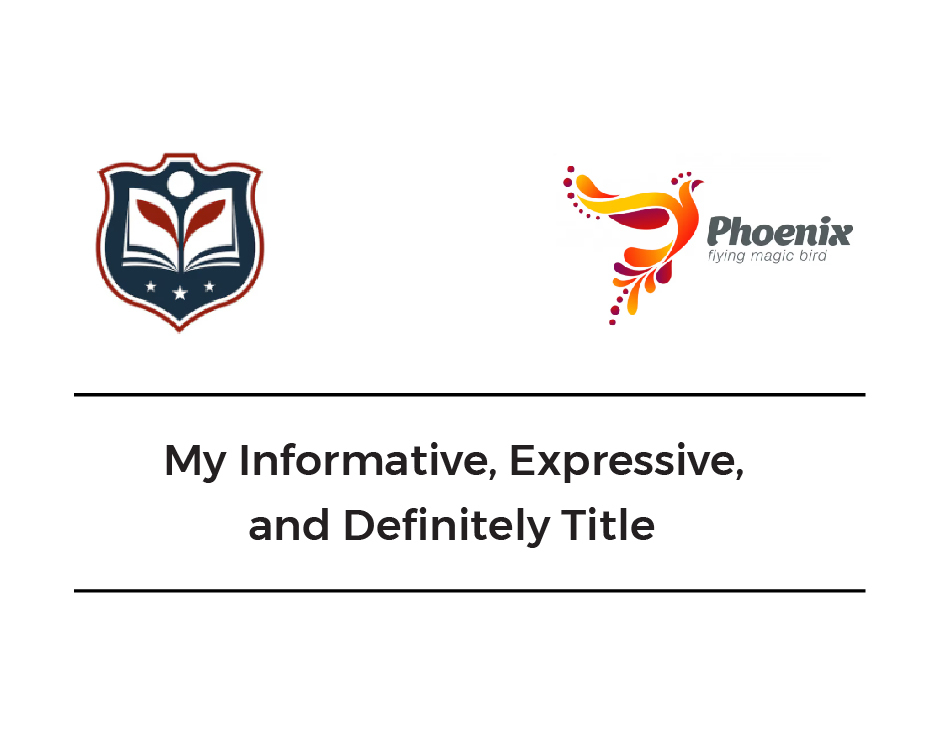 Phoenix
flying magic bird
My Informative, Expressive,
and Definitely Title